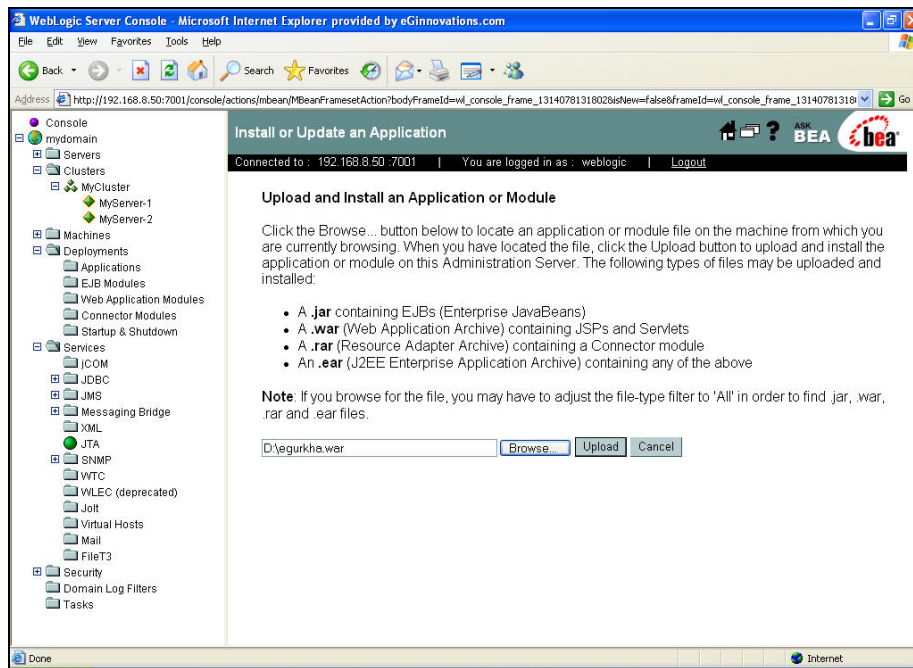 WebLogic Server Console - Microsoft Internet Explorer provided by eGinnovations.com
File Edit View Favorites Tools Help
Back Search Favorites
Address http://192.168.8.50:7001/console/actions/mbean/MBeanFramesetAction?bodyFrameId=wl_console_frame_1314078131802&isNew=false&frameId=wl_console_frame_131407813181 Go
Console
mydomain
Servers
Clusters
MyCluster
MyServer-1
MyServer-2
Machines
Deployments
Applications
EJB Modules
Web Application Modules
Connector Modules
Startup & Shutdown
Services
jCOM
JDBC
JMS
Messaging Bridge
XML
JTA
SNMP
WTC
WLEC (deprecated)
Jolt
Virtual Hosts
Mail
FileT3
Security
Domain Log Filters
Tasks
Install or Update an Application
? ASK BEA bea
Connected to : 192.168.8.50 :7001 | You are logged in as : weblogic | Logout
Upload and Install an Application or Module
Click the Browse... button below to locate an application or module file on the machine from which you
are currently browsing. When you have located the file, click the Upload button to upload and install the
application or module on this Administration Server. The following types of files may be uploaded and
installed:
• A .jar containing EJBs (Enterprise JavaBeans)
• A .war (Web Application Archive) containing JSPs and Servlets
• A .rar (Resource Adapter Archive) containing a Connector module
• An .ear (J2EE Enterprise Application Archive) containing any of the above
Note: If you browse for the file, you may have to adjust the file-type filter to 'All' in order to find .jar, .war,
.rar and .ear files.
D:\egurkha.war Browse... Upload Cancel
Done Internet